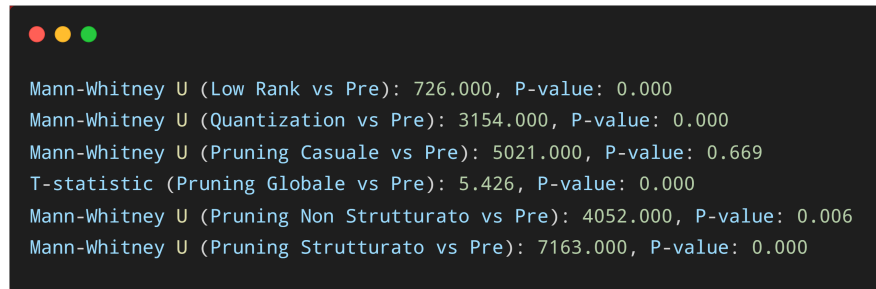 Mann-Whitney U (Low Rank vs Pre): 726.000, P-value: 0.000
Mann-Whitney U (Quantization vs Pre): 3154.000, P-value: 0.000
Mann-Whitney U (Pruning Casuale vs Pre): 5021.000, P-value: 0.669
T-statistic (Pruning Globale vs Pre): 5.426, P-value: 0.000
Mann-Whitney U (Pruning Non Strutturato vs Pre): 4052.000, P-value: 0.006
Mann-Whitney U (Pruning Strutturato vs Pre): 7163.000, P-value: 0.000